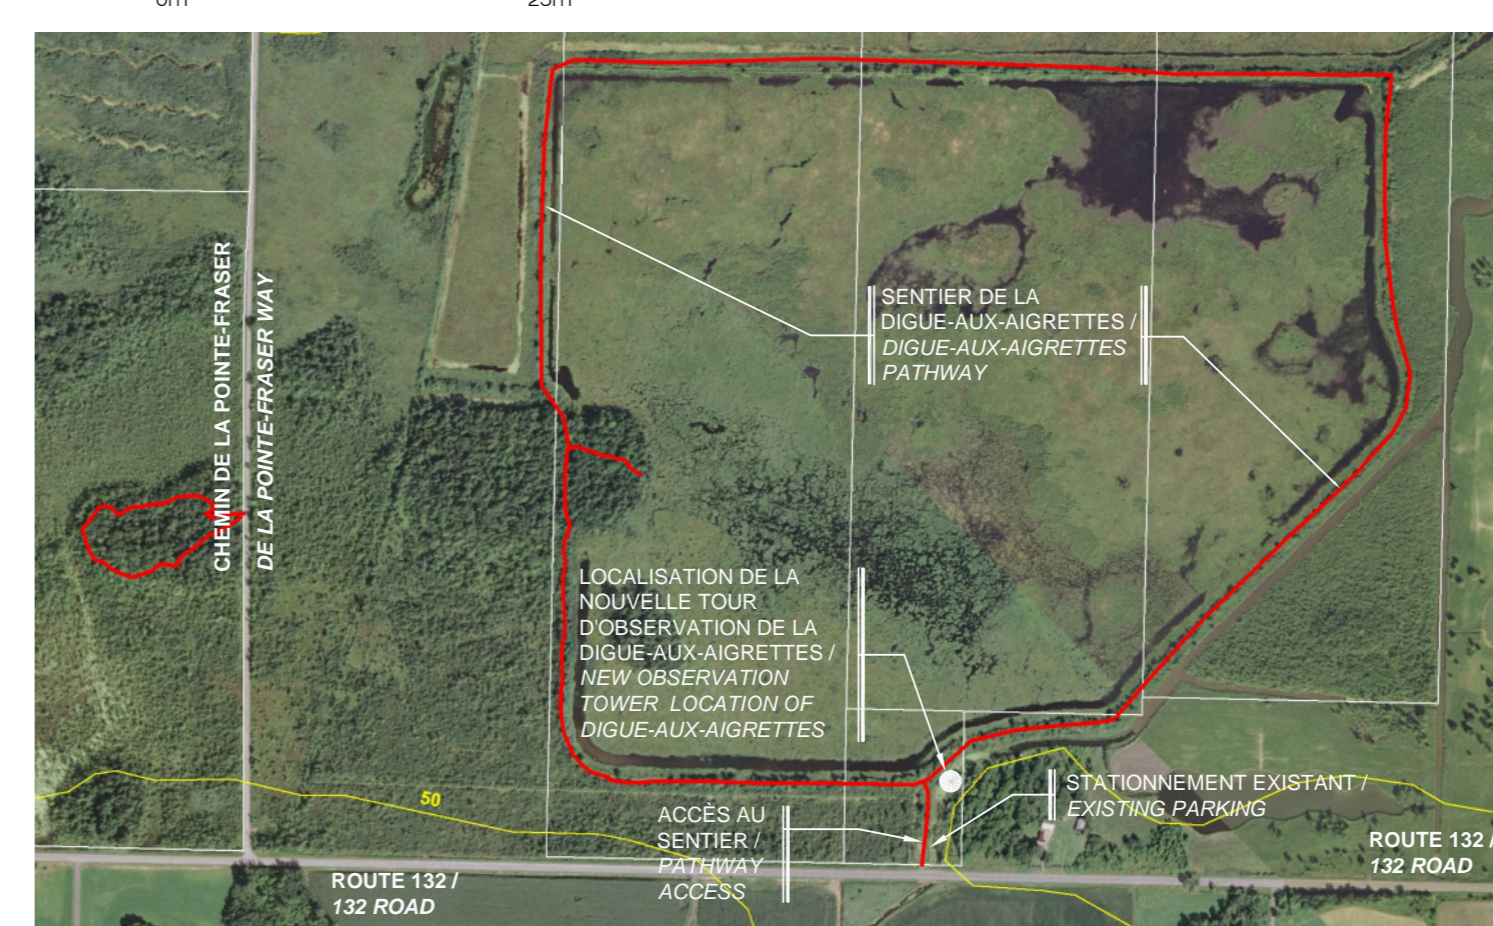 0m
25m
CHEMIN DE LA POINTE-FRASER
DE LA POINTE-FRASER WAY
SENTIER DE LA
DIGUE-AUX-AIGRETTES /
DIGUE-AUX-AIGRETTES
PATHWAY
LOCALISATION DE LA
NOUVELLE TOUR
D'OBSERVATION DE LA
DIGUE-AUX-AIGRETTES /
NEW OBSERVATION
TOWER LOCATION OF
DIGUE-AUX-AIGRETTES
STATIONNEMENT EXISTANT /
EXISTING PARKING
50
ACCÈS AU
SENTIER /
PATHWAY
ACCESS
ROUTE 132 /
132 ROAD
ROUTE 132 /
132 ROAD